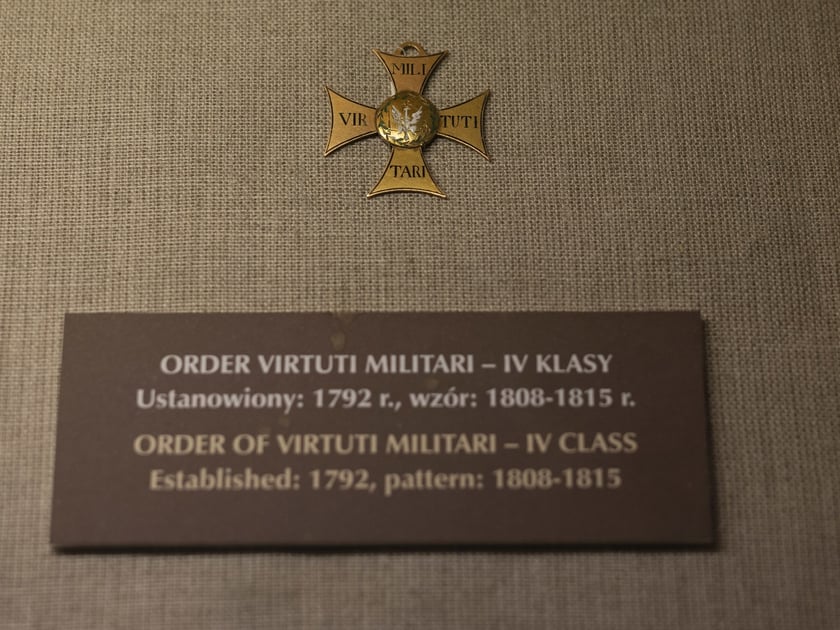 MILI
VIR TUTI
TARI
ORDER VIRTUTI MILITARI – IV KLASY
Ustanowiony: 1792 r., wzór: 1808-1815 r.
ORDER OF VIRTUTI MILITARI – IV CLASS
Established: 1792, pattern: 1808-1815